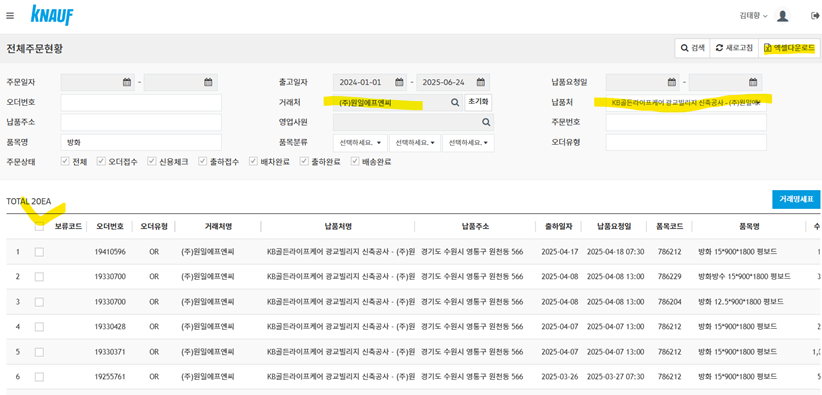 KNAUF
김태형
전체주문현황
검색 새로고침 엑셀다운로드
주문일자 - 출고일자 2024-01-01 - 2025-06-24 납품요청일 -
오더번호 거래처 (주)원일에프엔씨 초기화 납품처 KB골든라이프케어 광교빌리지 신축공사 - (주)원일에
납품주소 영업사원 주문번호
품목명 방화 품목분류 선택하세요. 선택하세요. 선택하세요. 오더유형
주문상태 전체 오더접수 신용체크 출하접수 배차완료 출하완료 배송완료
TOTAL 20EA 거래명세표
보류코드 오더번호 오더유형 거래처명 납품처명 납품주소 출하일자 납품요청일 품목코드 품목명 수
1 19410596 OR (주)원일에프엔씨 KB골든라이프케어 광교빌리지 신축공사 - (주)원 경기도 수원시 영통구 원천동 566 2025-04-17 2025-04-18 07:30 786212 방화 15*900*1800 평보드
2 19330700 OR (주)원일에프엔씨 KB골든라이프케어 광교빌리지 신축공사 - (주)원 경기도 수원시 영통구 원천동 566 2025-04-08 2025-04-08 13:00 786229 방화방수 15*900*1800 평보드 3
3 19330700 OR (주)원일에프엔씨 KB골든라이프케어 광교빌리지 신축공사 - (주)원 경기도 수원시 영통구 원천동 566 2025-04-08 2025-04-08 13:00 786204 방화 12.5*900*1800 평보드
4 19330428 OR (주)원일에프엔씨 KB골든라이프케어 광교빌리지 신축공사 - (주)원 경기도 수원시 영통구 원천동 566 2025-04-07 2025-04-07 13:00 786212 방화 15*900*1800 평보드 2
5 19330371 OR (주)원일에프엔씨 KB골든라이프케어 광교빌리지 신축공사 - (주)원 경기도 수원시 영통구 원천동 566 2025-04-07 2025-04-07 13:00 786212 방화 15*900*1800 평보드 1,
6 19255761 OR (주)원일에프엔씨 KB골든라이프케어 광교빌리지 신축공사 - (주)원 경기도 수원시 영통구 원천동 566 2025-03-26 2025-03-27 07:30 786212 방화 15*900*1800 평보드 5